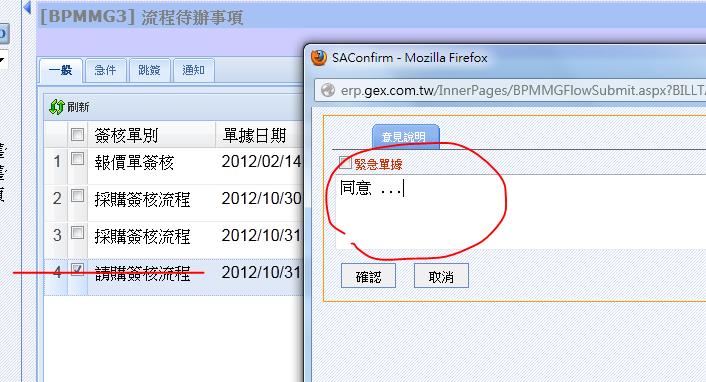 [BPMMG3] 流程待辦事項
一般 急件 跳簽 通知
刷新
簽核單別 單據日期
1 報價單簽核 2012/02/14
2 採購簽核流程 2012/10/30
3 採購簽核流程 2012/10/31
4 請購簽核流程 2012/10/31
SAConfirm - Mozilla Firefox
erp.gex.com.tw/InnerPages/BPMMGFlowSubmit.aspx?BILLTA
意見說明
緊急單據
同意 ...
確認 取消